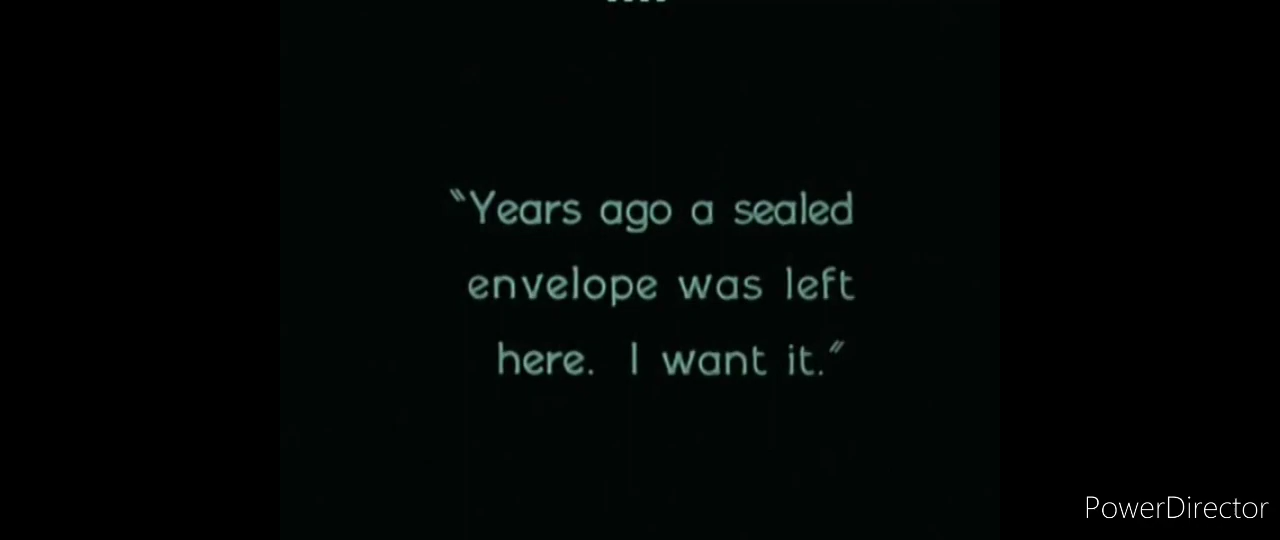 “Years ago a sealed
envelope was left
here. I want it.”
PowerDirector